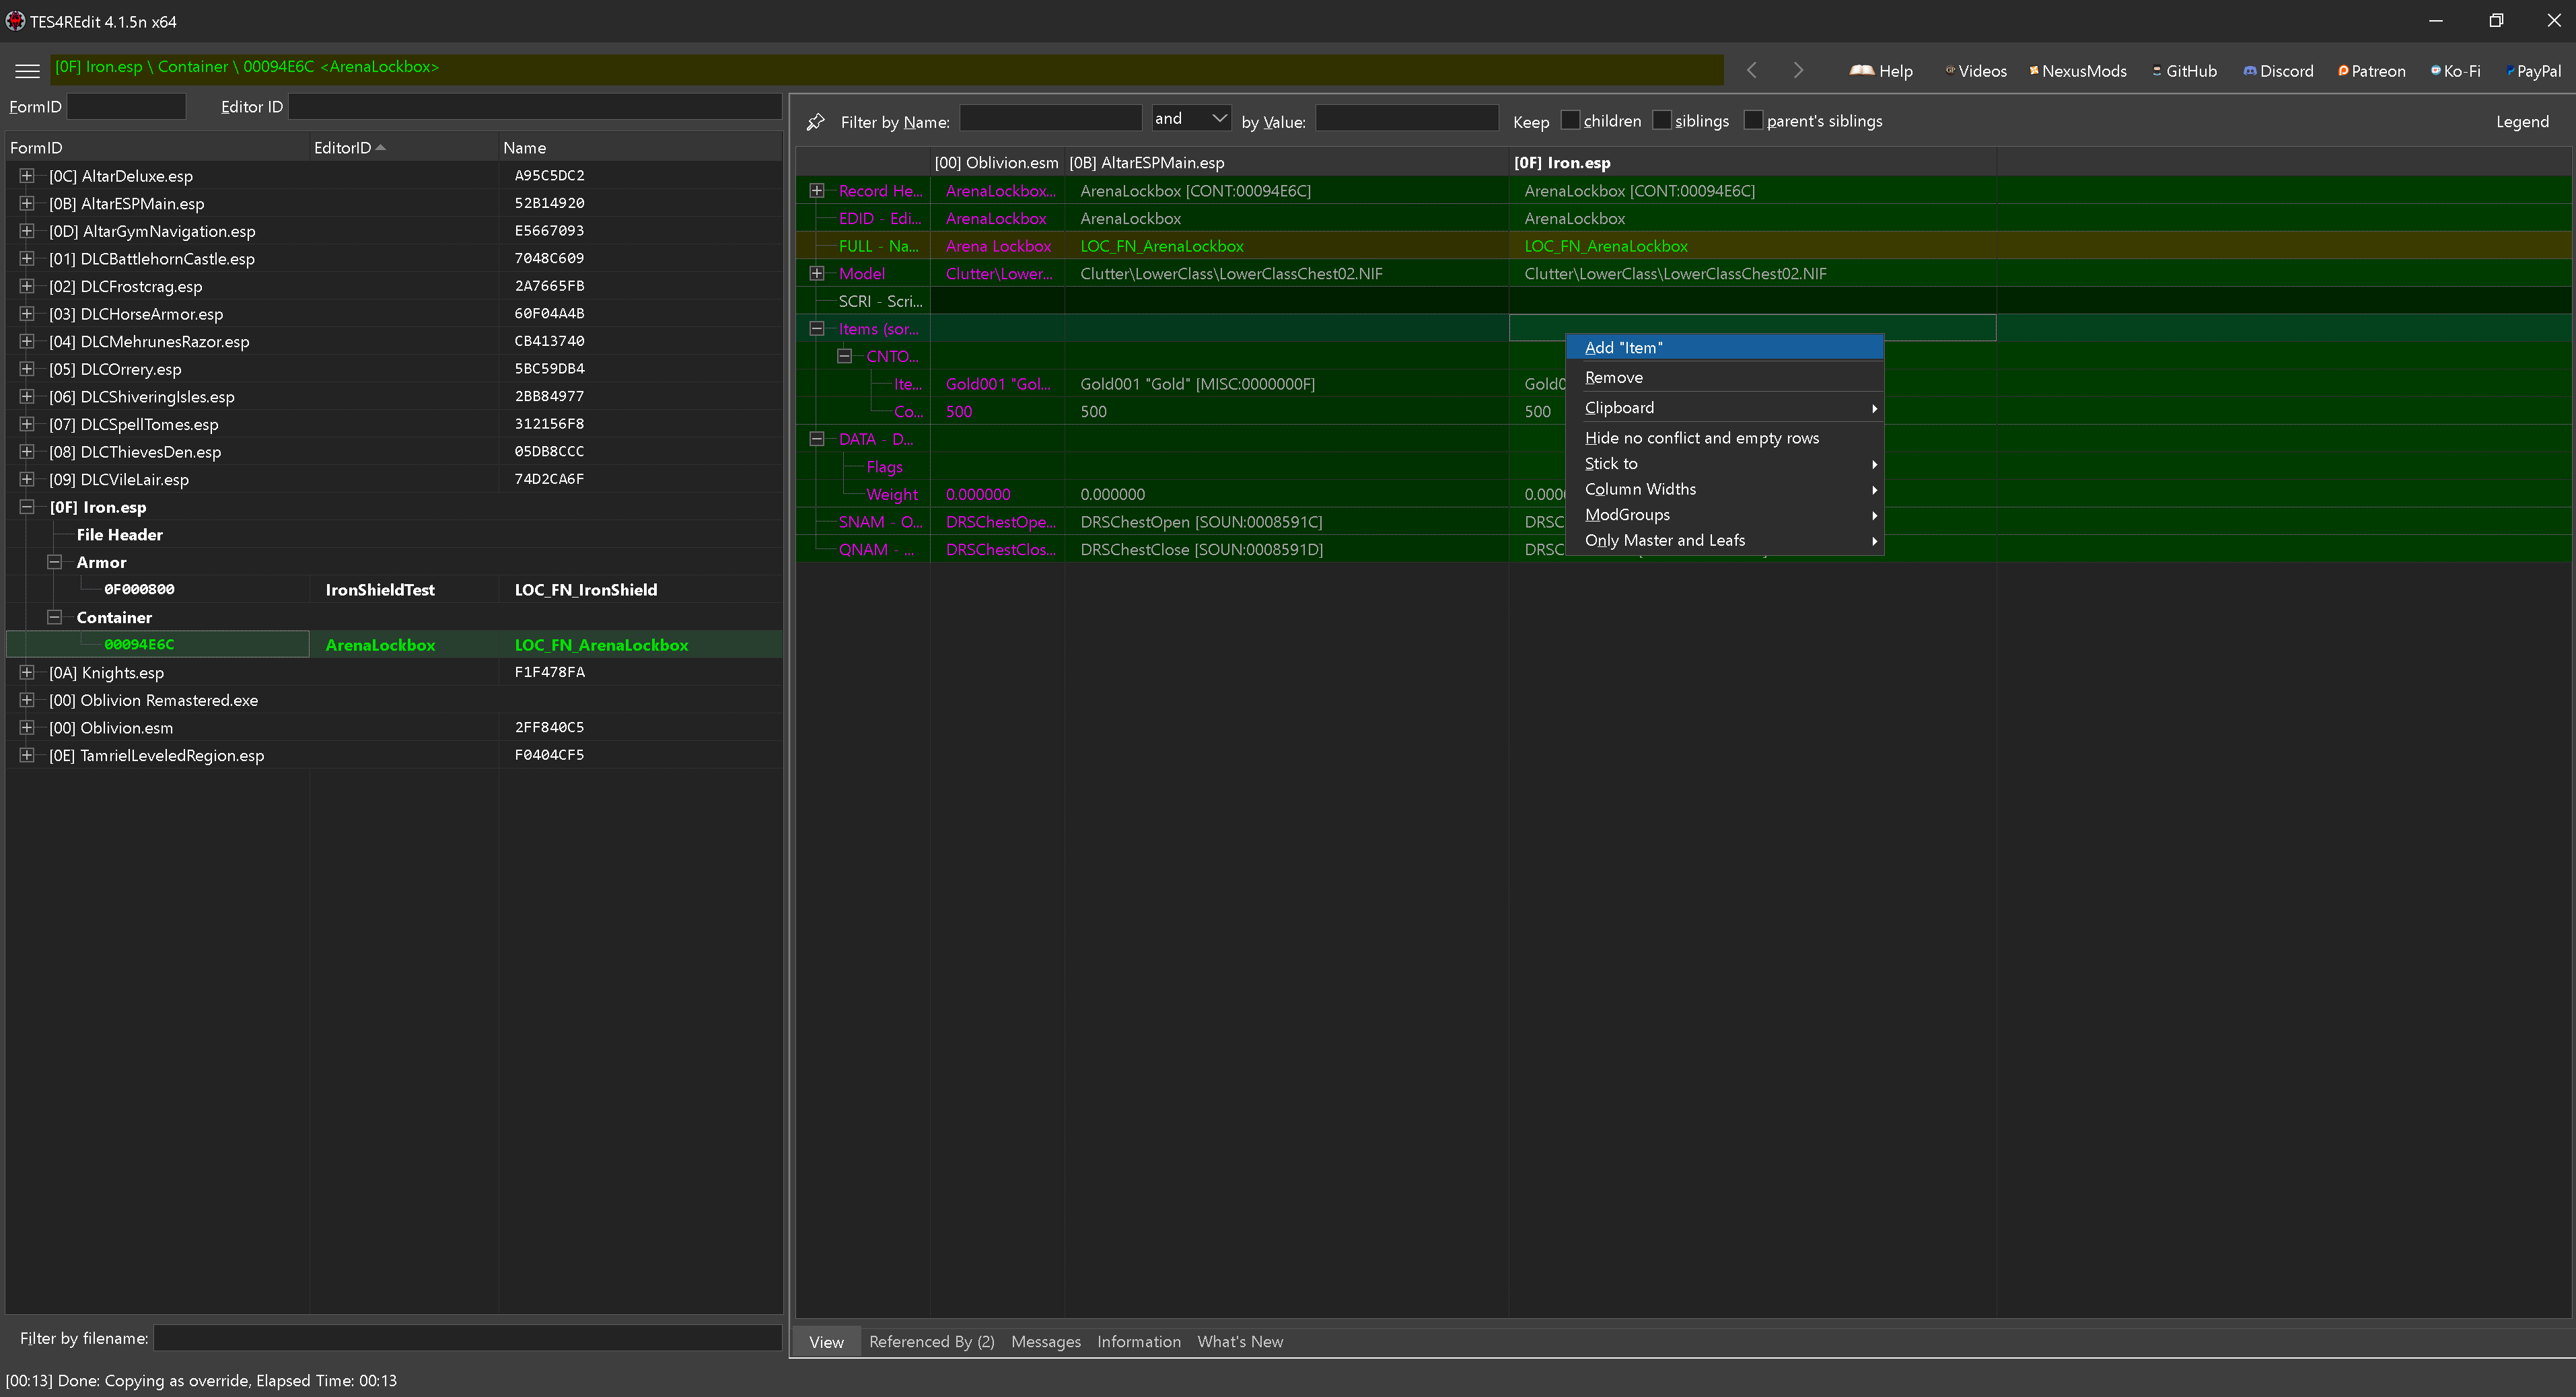 TES4REdit 4.1.5n x64
[0F] Iron.esp \ Container \ 00094E6C <ArenaLockbox>
Help Videos NexusMods GitHub Discord Patreon Ko-Fi PayPal
FormID Editor ID
FormID EditorID Name
[0C] AltarDeluxe.esp A95C5DC2
[0B] AltarESPMain.esp 52B14920
[0D] AltarGymNavigation.esp E5667093
[01] DLCBattlehornCastle.esp 7048C609
[02] DLCFrostcrag.esp 2A7665FB
[03] DLCHorseArmor.esp 60F04A4B
[04] DLCMehrunesRazor.esp CB413740
[05] DLCOrrery.esp 5BC59DB4
[06] DLCShiveringIsles.esp 2BB84977
[07] DLCSpellTomes.esp 312156F8
[08] DLCThievesDen.esp 05DB8CCC
[09] DLCVileLair.esp 74D2CA6F
[0F] Iron.esp
File Header
Armor
0F000800 IronShieldTest LOC_FN_IronShield
Container
00094E6C ArenaLockbox LOC_FN_ArenaLockbox
[0A] Knights.esp F1F478FA
[00] Oblivion Remastered.exe
[00] Oblivion.esm 2FF840C5
[0E] TamrielLeveledRegion.esp F0404CF5
Filter by filename:
[00:13] Done: Copying as override, Elapsed Time: 00:13
Filter by Name: and by Value: Keep children siblings parent's siblings Legend
[00] Oblivion.esm [0B] AltarESPMain.esp [0F] Iron.esp
Record He... ArenaLockbox... ArenaLockbox [CONT:00094E6C] ArenaLockbox [CONT:00094E6C]
EDID - Edi... ArenaLockbox ArenaLockbox ArenaLockbox
FULL - Na... Arena Lockbox LOC_FN_ArenaLockbox LOC_FN_ArenaLockbox
Model Clutter\Lower... Clutter\LowerClass\LowerClassChest02.NIF Clutter\LowerClass\LowerClassChest02.NIF
SCRI - Scri...
Items (sor...
CNTO...
Ite... Gold001 "Gol... Gold001 "Gold" [MISC:0000000F] Gold0
Co... 500 500 500
DATA - D...
Flags
Weight 0.000000 0.000000 0.000
SNAM - O... DRSChestOpe... DRSChestOpen [SOUN:0008591C] DRSC
QNAM - ... DRSChestClos... DRSChestClose [SOUN:0008591D] DRSC
Add "Item"
Remove
Clipboard
Hide no conflict and empty rows
Stick to
Column Widths
ModGroups
Only Master and Leafs
View Referenced By (2) Messages Information What's New